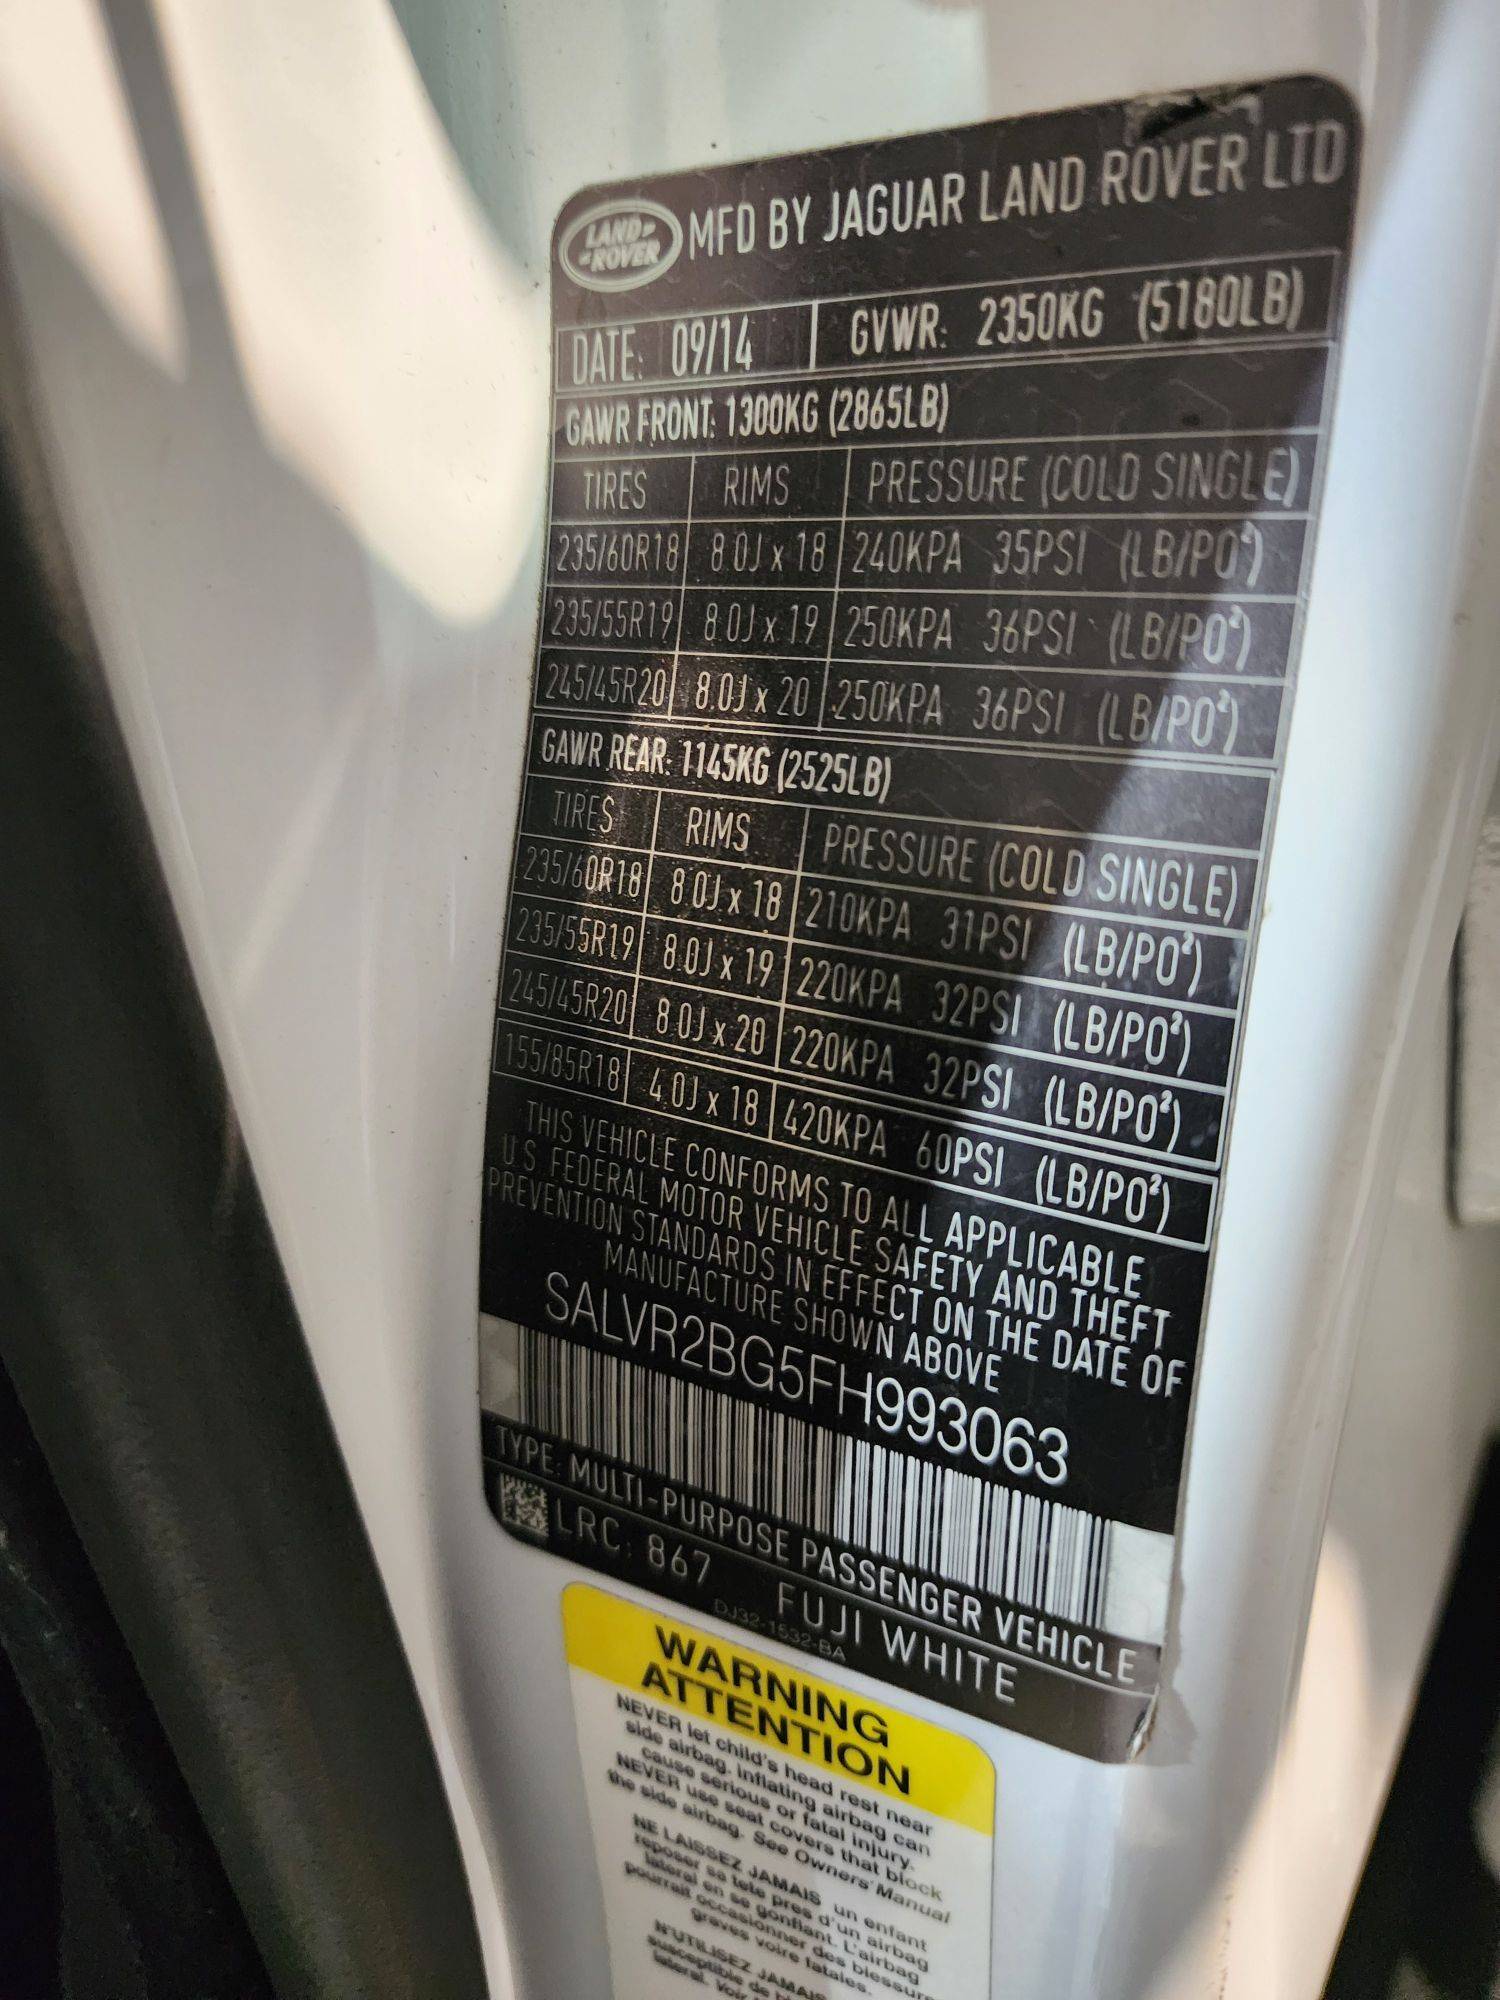 LAND ROVER MFD BY JAGUAR LAND ROVER LTD
DATE: 09/14 GVWR: 2350KG (5180LB)
GAWR FRONT: 1300KG (2865LB)
TIRES RIMS PRESSURE (COLD SINGLE)
235/60R18 8.0J x 18 240KPA 35PSI (LB/PO²)
235/55R19 8.0J x 19 250KPA 36PSI (LB/PO²)
245/45R20 8.0J x 20 250KPA 36PSI (LB/PO²)
GAWR REAR: 1145KG (2525LB)
TIRES RIMS PRESSURE (COLD SINGLE)
235/60R18 8.0J x 18 210KPA 31PSI (LB/PO²)
235/55R19 8.0J x 19 220KPA 32PSI (LB/PO²)
245/45R20 8.0J x 20 220KPA 32PSI (LB/PO²)
155/85R18 4.0J x 18 420KPA 60PSI (LB/PO²)
THIS VEHICLE CONFORMS TO ALL APPLICABLE
U.S. FEDERAL MOTOR VEHICLE SAFETY AND THEFT
PREVENTION STANDARDS IN EFFECT ON THE DATE OF
MANUFACTURE SHOWN ABOVE
SALVR2BG5FH993063
TYPE: MULTI-PURPOSE PASSENGER VEHICLE
LRC: 867 FUJI WHITE
DJ32-1532-BA
WARNING
ATTENTION
NEVER let child's head rest near
side airbag. Inflating airbag can
cause serious or fatal injury.
NEVER use seat covers that block
the side airbag. See Owners' Manual
NE LAISSEZ JAMAIS un enfant
reposer sa tete pres d'un airbag
lateral en se gonflant. L'airbag
pourrait occasionner des blessures
graves voire fatales.
N'UTILISEZ JAMAIS
susceptible de
lateral. Voir